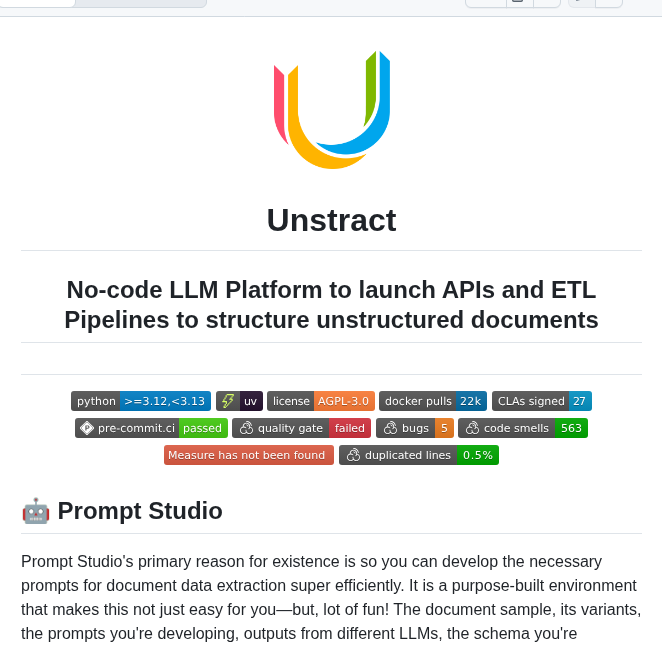 Unstract
No-code LLM Platform to launch APIs and ETL
Pipelines to structure unstructured documents
python >=3.12,<3.13 uv license AGPL-3.0 docker pulls 22k CLAs signed 27
pre-commit.ci passed quality gate failed bugs 5 code smells 563
Measure has not been found duplicated lines 0.5%
🤖 Prompt Studio
Prompt Studio's primary reason for existence is so you can develop the necessary
prompts for document data extraction super efficiently. It is a purpose-built environment
that makes this not just easy for you—but, lot of fun! The document sample, its variants,
the prompts you're developing, outputs from different LLMs, the schema you're